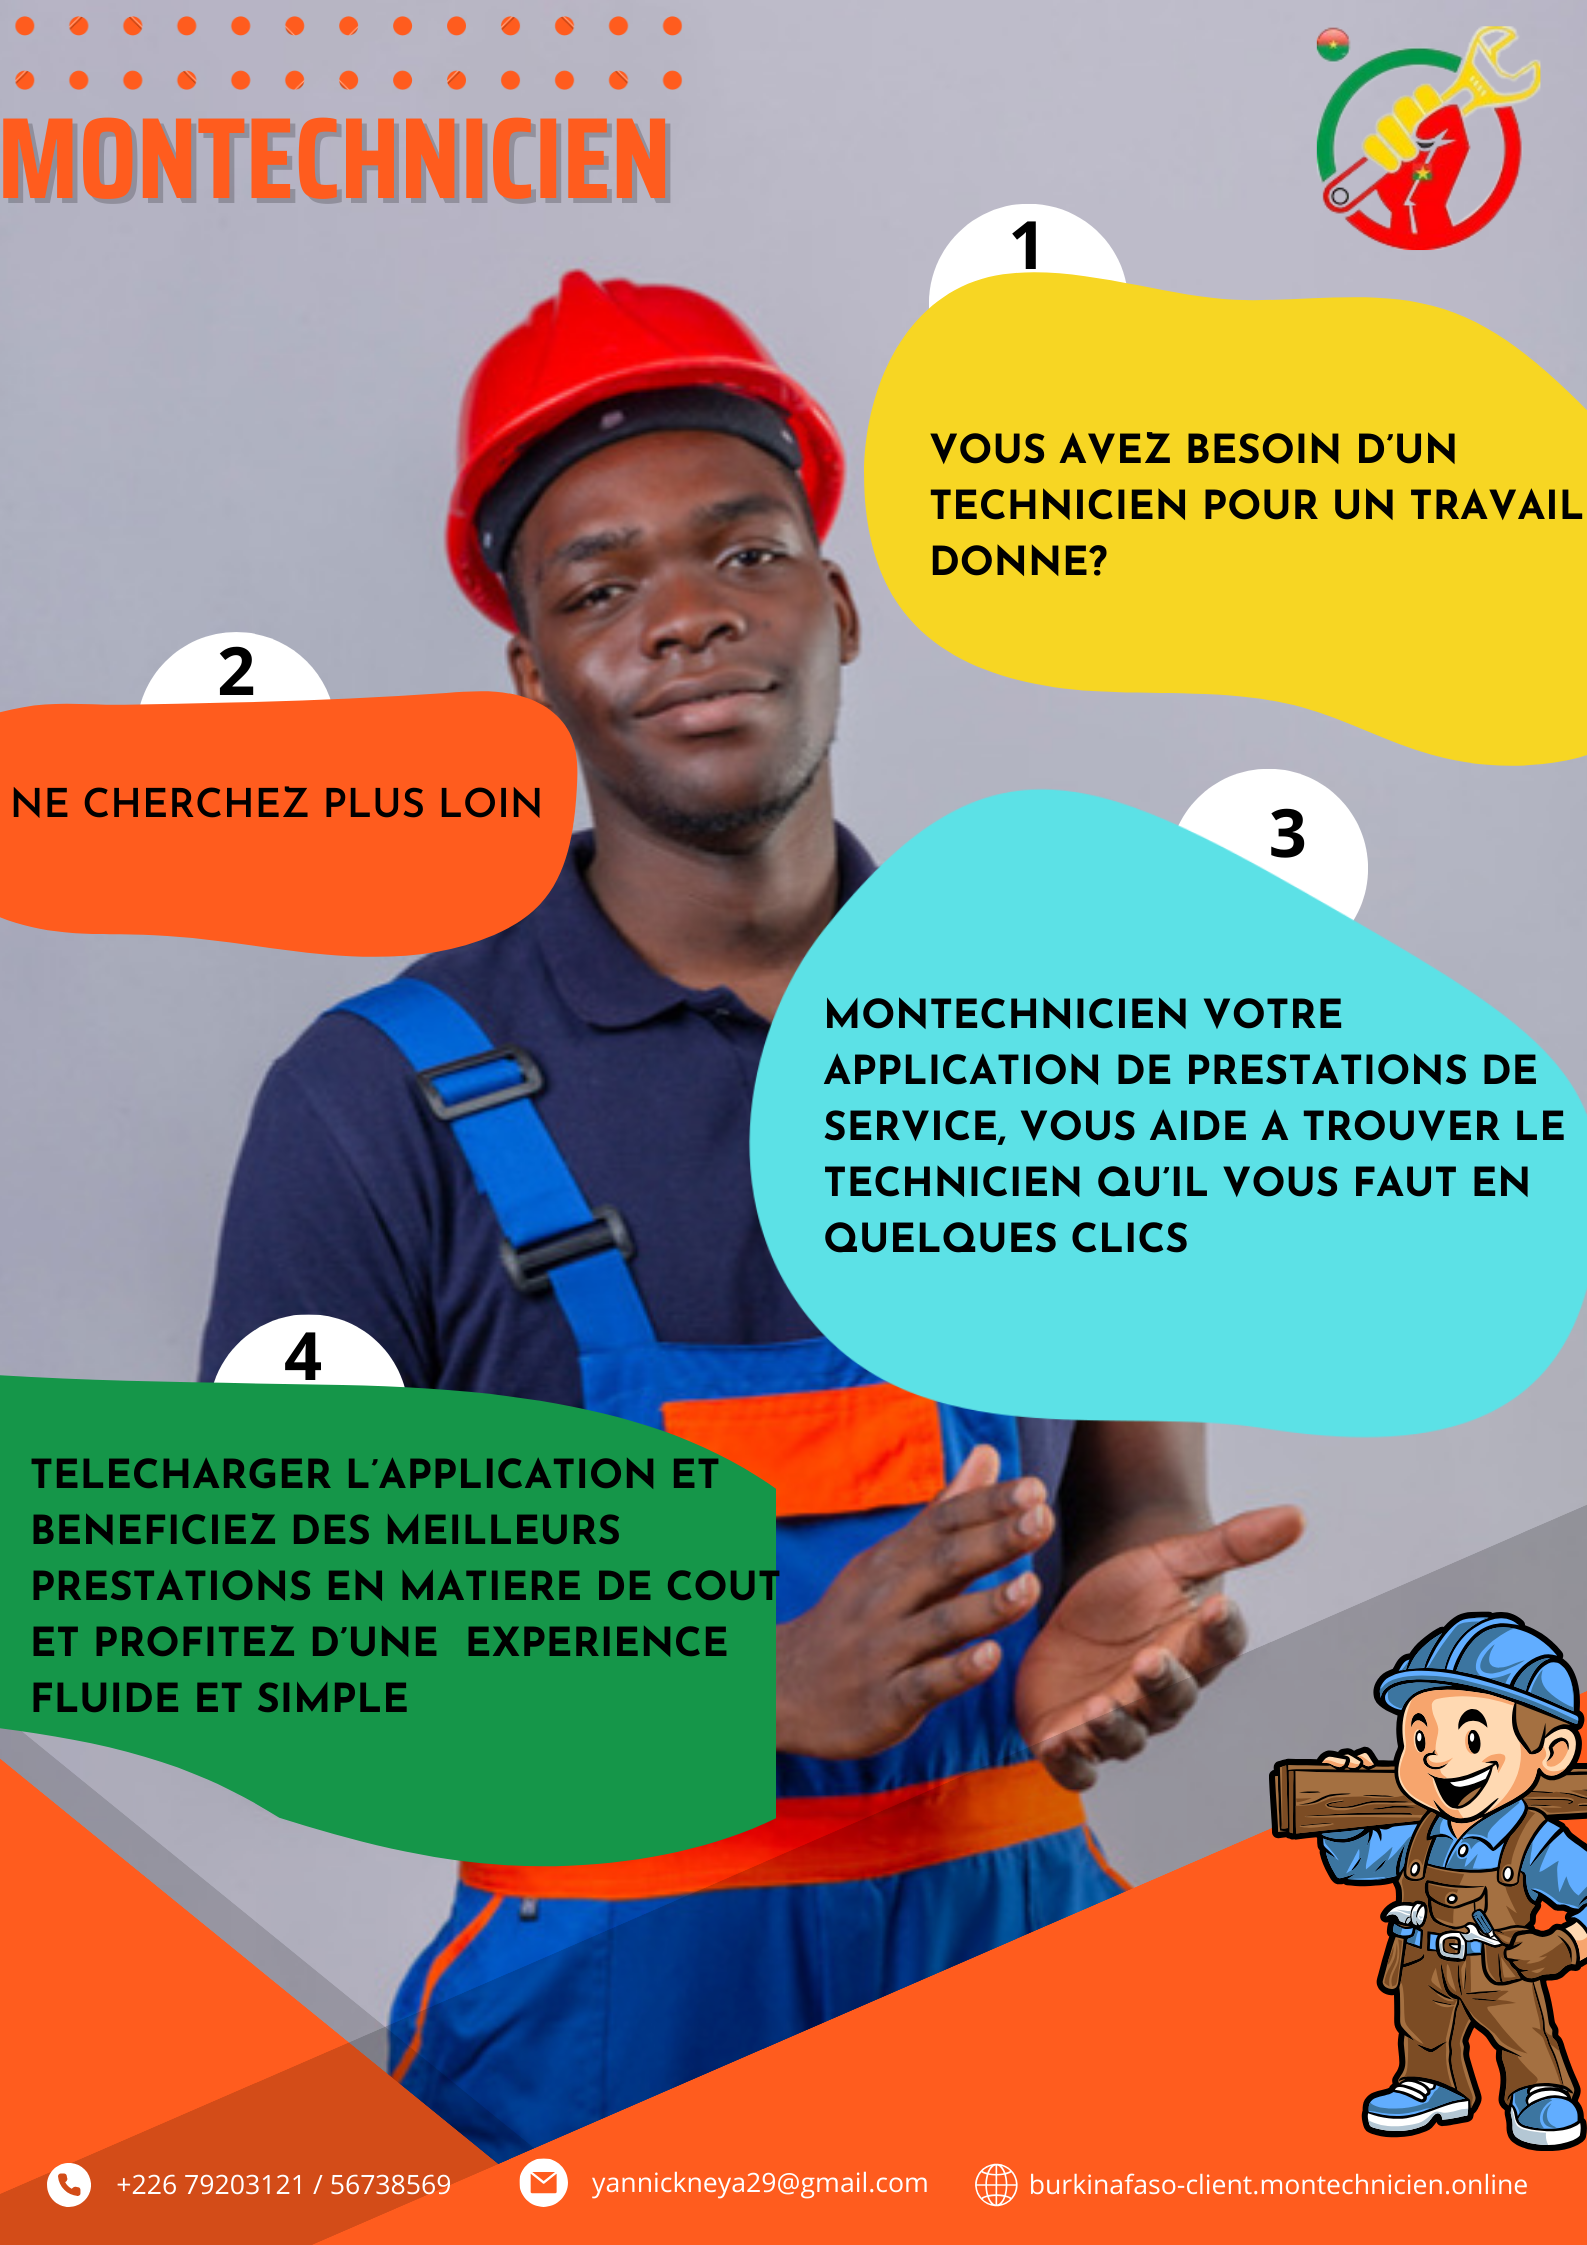 MONTECHNICIEN
1
VOUS AVEZ BESOIN D'UN
TECHNICIEN POUR UN TRAVAIL
DONNE?
2
NE CHERCHEZ PLUS LOIN
3
MONTECHNICIEN VOTRE
APPLICATION DE PRESTATIONS DE
SERVICE, VOUS AIDE A TROUVER LE
TECHNICIEN QU'IL VOUS FAUT EN
QUELQUES CLICS
4
TELECHARGER L'APPLICATION ET
BENEFICIEZ DES MEILLEURS
PRESTATIONS EN MATIERE DE COUT
ET PROFITEZ D'UNE  EXPERIENCE
FLUIDE ET SIMPLE
+226 79203121 / 56738569
yannickneya29@gmail.com
burkinafaso-client.montechnicien.online